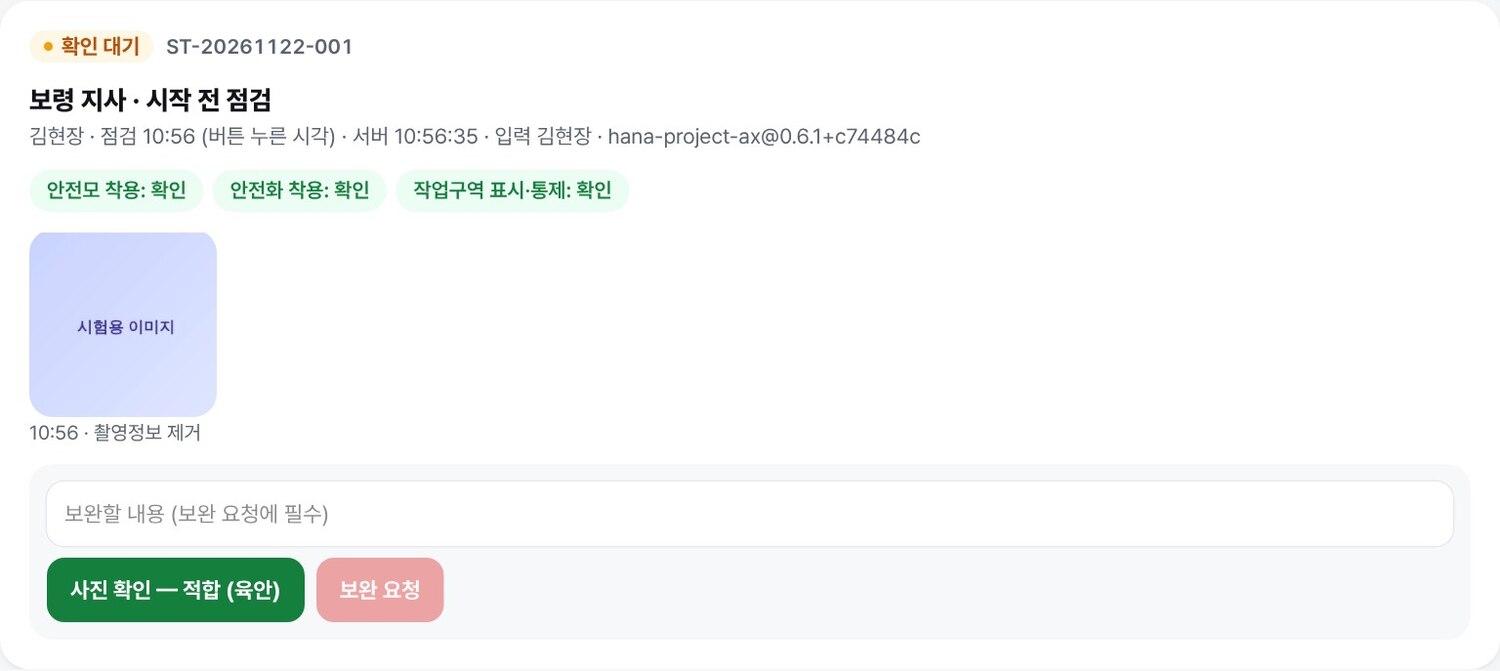 확인 대기 ST-20261122-001
보령 지사 · 시작 전 점검
김현장 · 점검 10:56 (버튼 누른 시각) · 서버 10:56:35 · 입력 김현장 · hana-project-ax@0.6.1+c74484c
안전모 착용: 확인 안전화 착용: 확인 작업구역 표시·통제: 확인
시험용 이미지
10:56 · 촬영정보 제거
보완할 내용 (보완 요청에 필수)
사진 확인 — 적합 (육안) 보완 요청